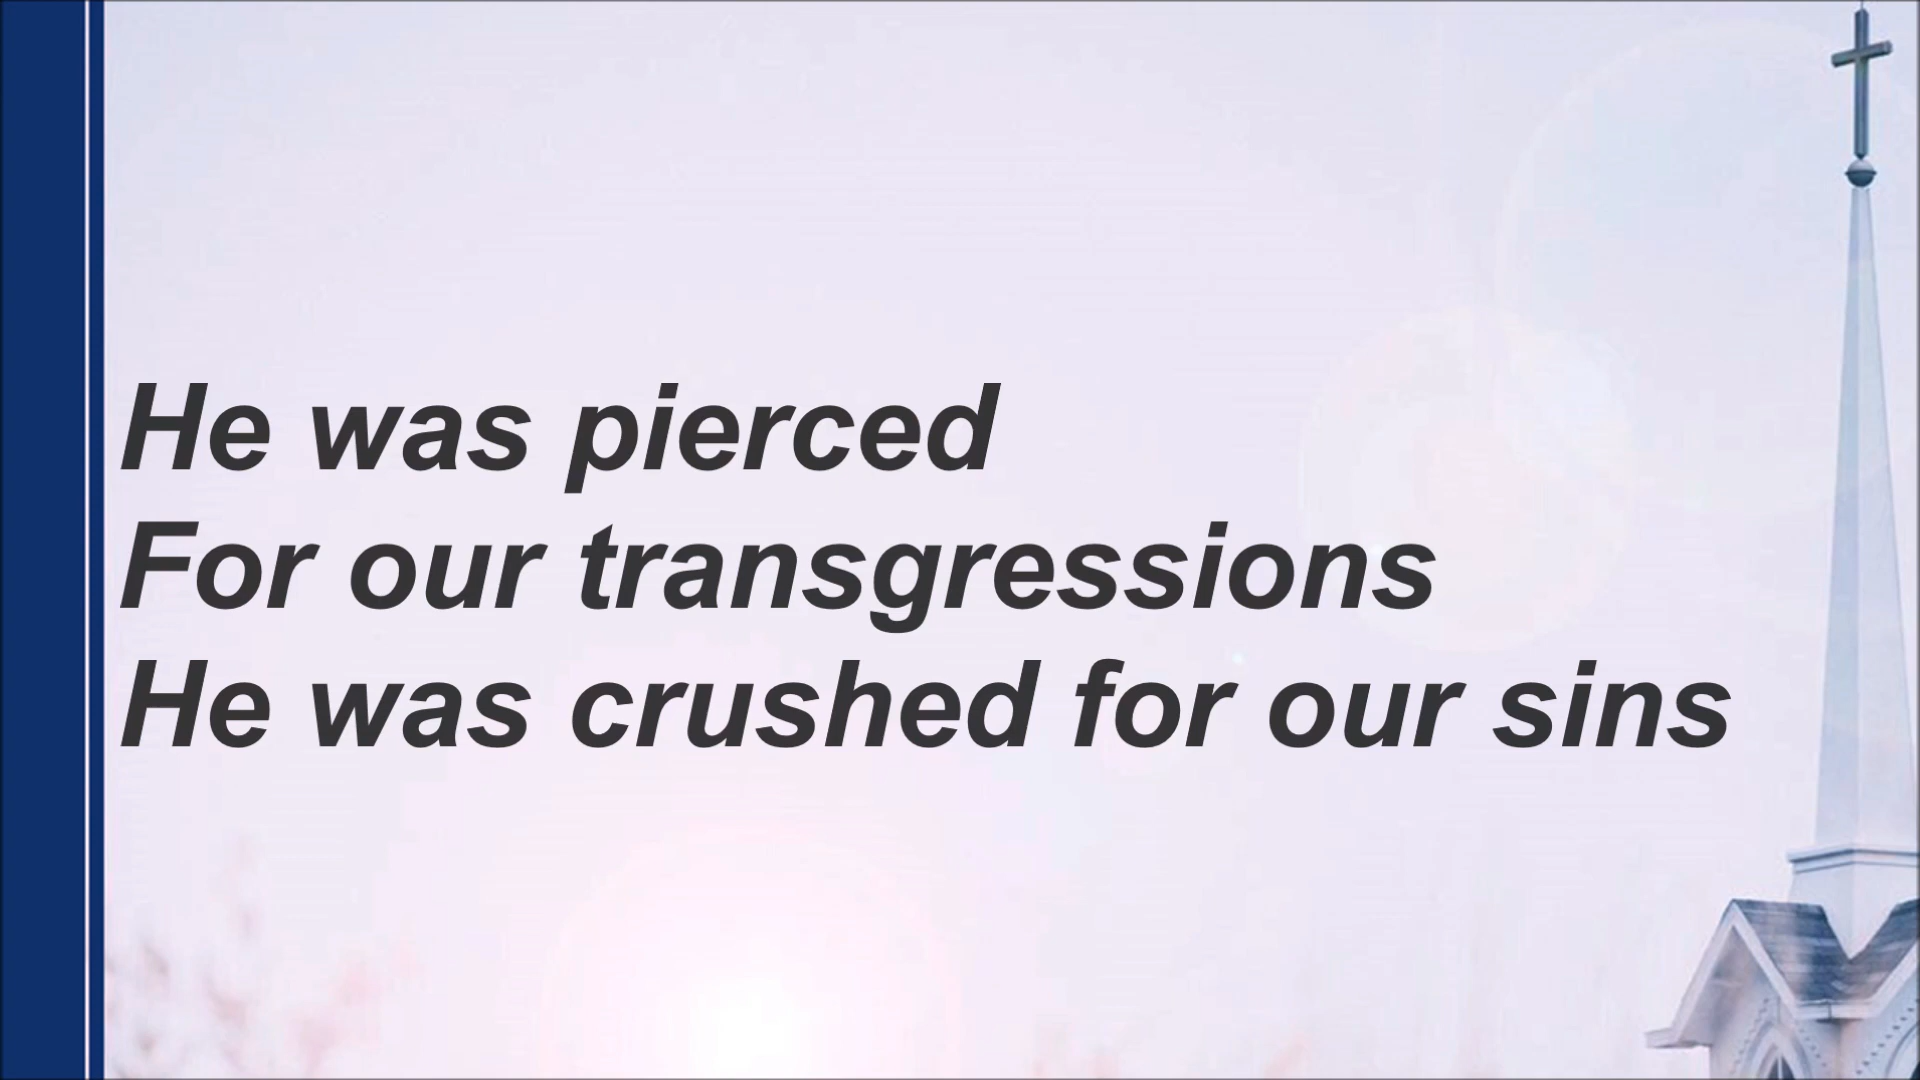 He was pierced
For our transgressions
He was crushed for our sins